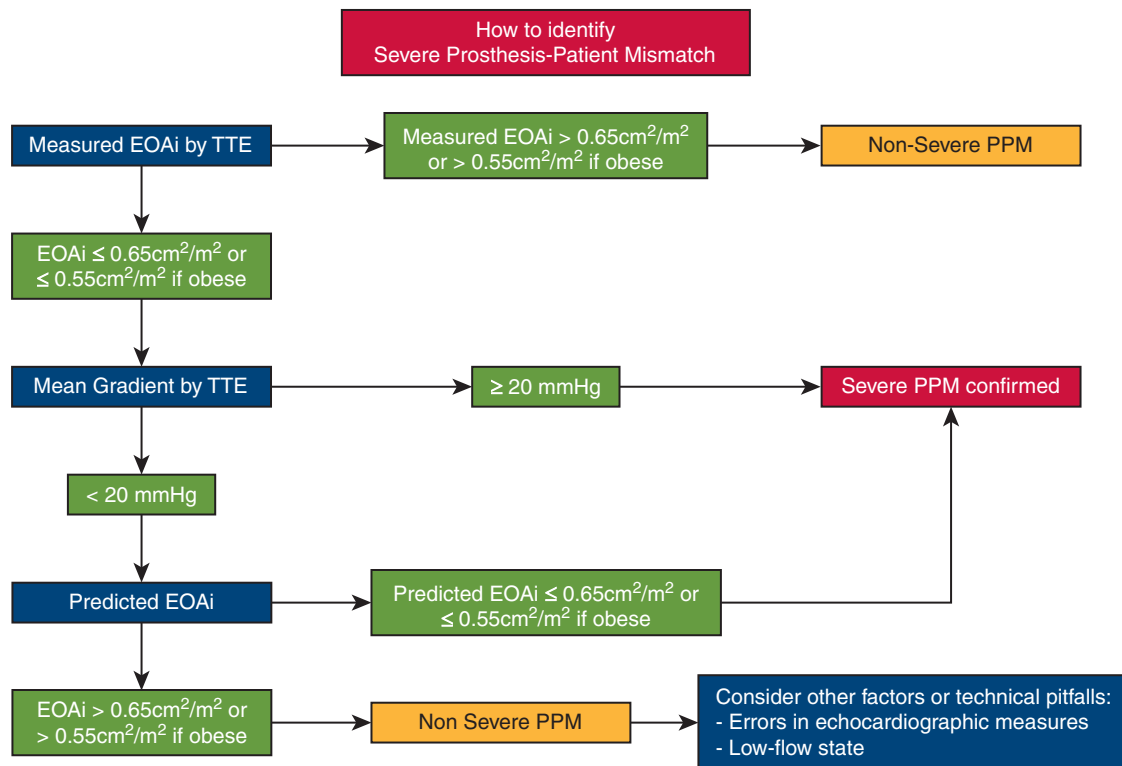 How to identify
Severe Prosthesis-Patient Mismatch
Measured EOAi by TTE
Measured EOAi > 0.65cm²/m²
or > 0.55cm²/m² if obese
Non-Severe PPM
EOAi ≤ 0.65cm²/m² or
≤ 0.55cm²/m² if obese
Mean Gradient by TTE
≥ 20 mmHg
Severe PPM confirmed
< 20 mmHg
Predicted EOAi
Predicted EOAi ≤ 0.65cm²/m² or
≤ 0.55cm²/m² if obese
EOAi > 0.65cm²/m² or
> 0.55cm²/m² if obese
Non Severe PPM
Consider other factors or technical pitfalls:
- Errors in echocardiographic measures
- Low-flow state